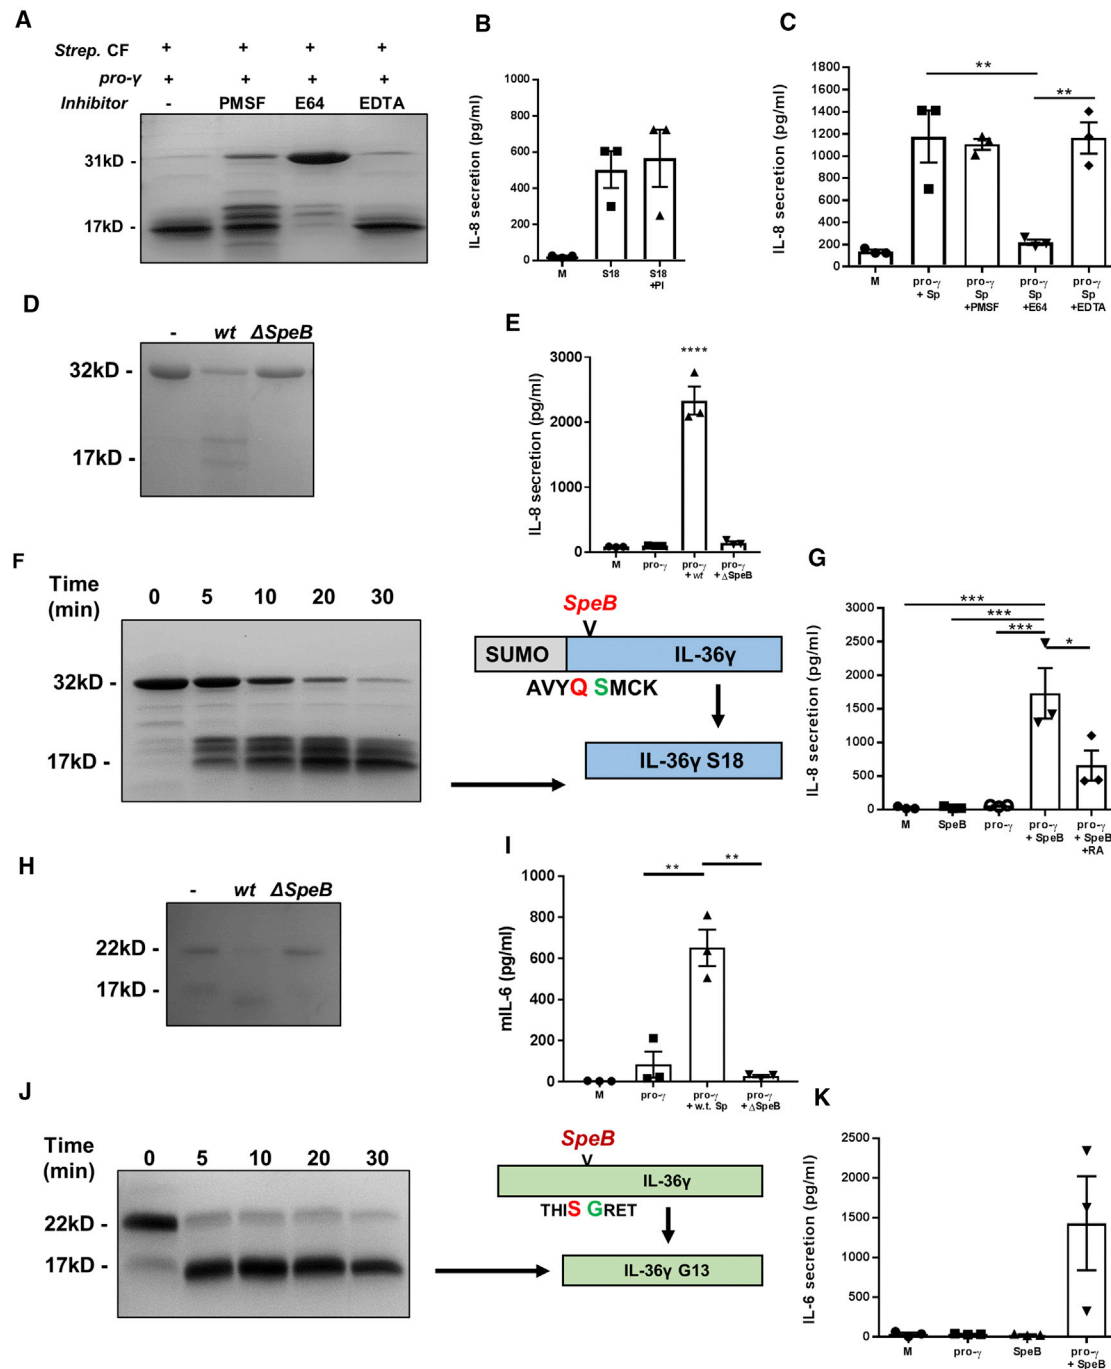 A
Strep. CF + + + +
pro-γ + + + +
Inhibitor - PMSF E64 EDTA
31kD -
17kD -
B
IL-8 secretion (pg/ml)
1000
800
600
400
200
0
M S18 S18 +PI
C
IL-8 secretion (pg/ml)
1800
1600
1400
1200
1000
800
600
400
200
0
**
**
M pro-γ + Sp pro-γ Sp +PMSF pro-γ Sp +E64 pro-γ Sp +EDTA
D
- wt ΔSpeB
32kD -
17kD -
E
IL-8 secretion (pg/ml)
3000
2000
1000
0
****
M pro-γ pro-γ + wt pro-γ + ΔSpeB
F
Time (min) 0 5 10 20 30
32kD -
17kD -
SpeB
V
SUMO IL-36γ
AVYQ SMCK
IL-36γ S18
G
IL-8 secretion (pg/ml)
3000
2500
2000
1500
1000
500
0
***
***
***
*
M SpeB pro-γ pro-γ + SpeB pro-γ + SpeB +RA
H
- wt ΔSpeB
22kD -
17kD -
I
mIL-6 (pg/ml)
1000
800
600
400
200
0
**
**
M pro-γ pro-γ + w.t. Sp pro-γ + ΔSpeB
J
Time (min) 0 5 10 20 30
22kD -
17kD -
SpeB
V
IL-36γ
THIS GRET
IL-36γ G13
K
IL-6 secretion (pg/ml)
2500
2000
1500
1000
500
0
M pro-γ SpeB pro-γ + SpeB